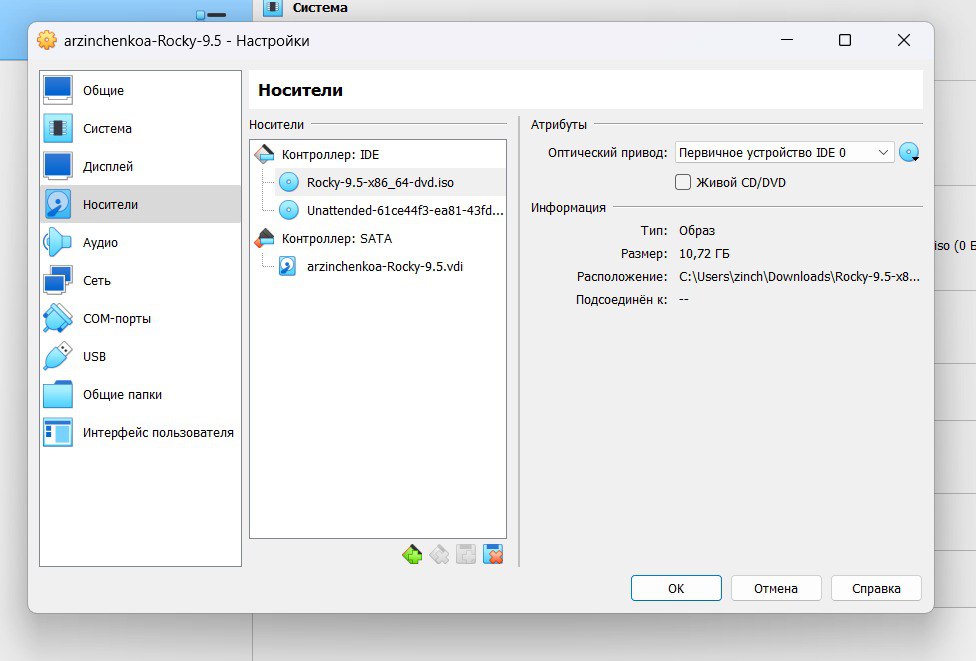 Система
arzinchenkoa-Rocky-9.5 - Настройки
Общие
Система
Дисплей
Носители
Аудио
Сеть
COM-порты
USB
Общие папки
Интерфейс пользователя
Носители
Носители
Контроллер: IDE
Rocky-9.5-x86_64-dvd.iso
Unattended-61ce44f3-ea81-43fd...
Контроллер: SATA
arzinchenkoa-Rocky-9.5.vdi
Атрибуты
Оптический привод: Первичное устройство IDE 0
Живой CD/DVD
Информация
Тип: Образ
Размер: 10,72 ГБ
Расположение: C:\Users\zinch\Downloads\Rocky-9.5-x8...
Подсоединён к: --
iso (0 Б
OK Отмена Справка